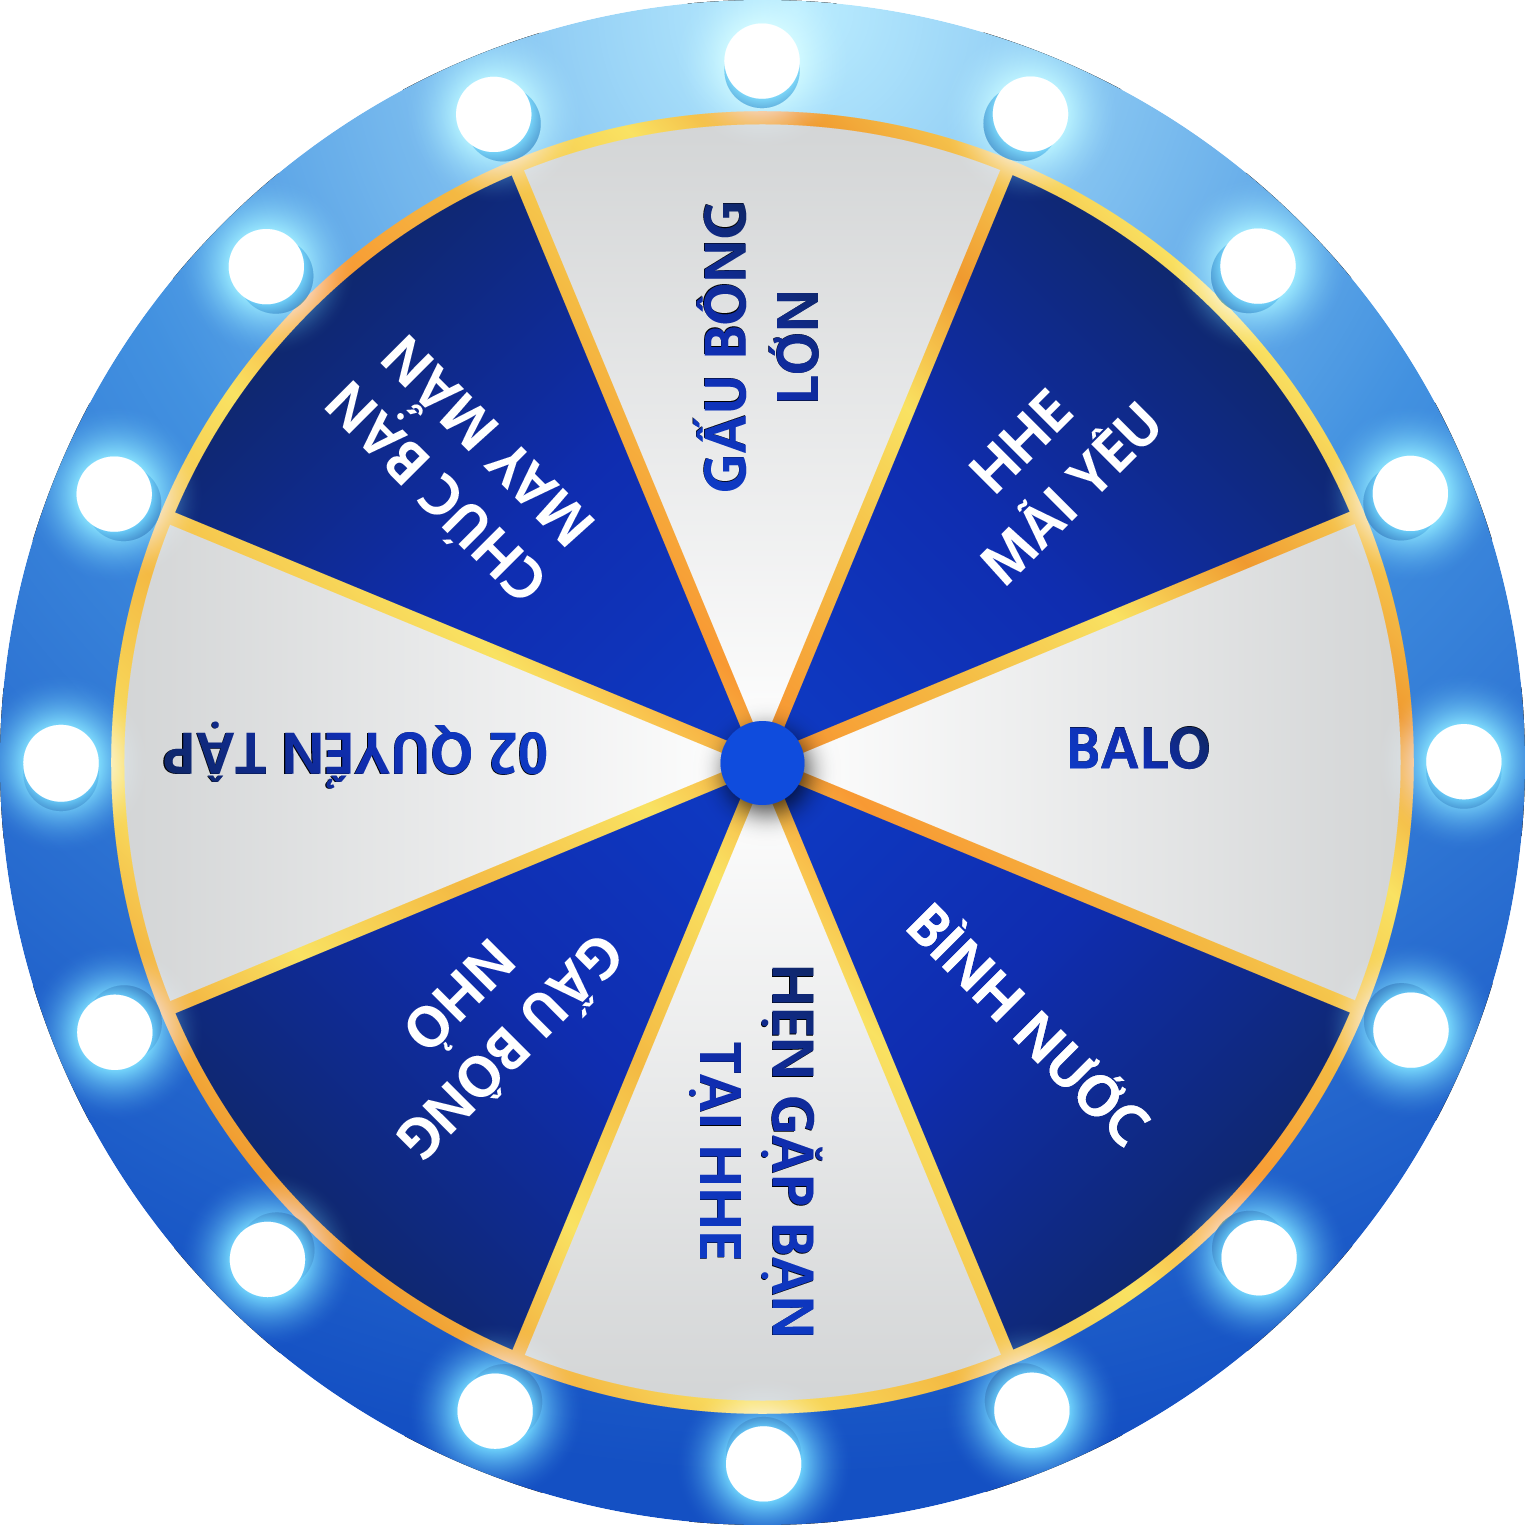 GẤU BÔNG
LỚN
HHE
MÃI YÊU
BALO
BÌNH NƯỚC
HẸN GẶP BẠN
TẠI HHE
GẤU BÔNG
NHỎ
02 QUYỂN TẬP
CHÚC BẠN
MAY MẮN